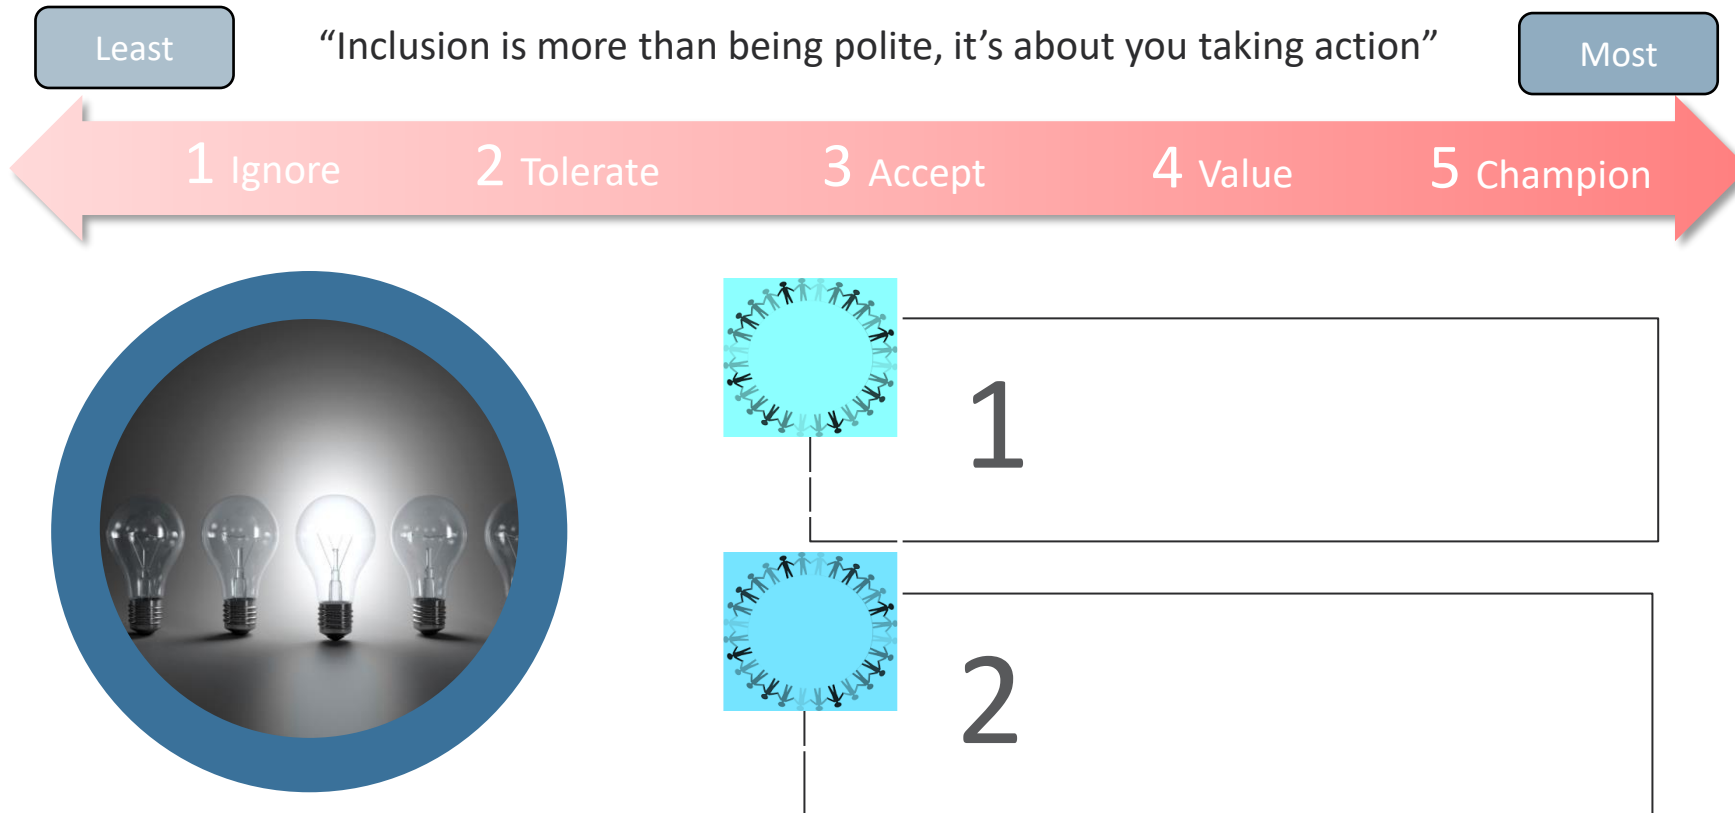 Least
“Inclusion is more than being polite, it’s about you taking action”
Most
1 Ignore
2 Tolerate
3 Accept
4 Value
5 Champion
1
2